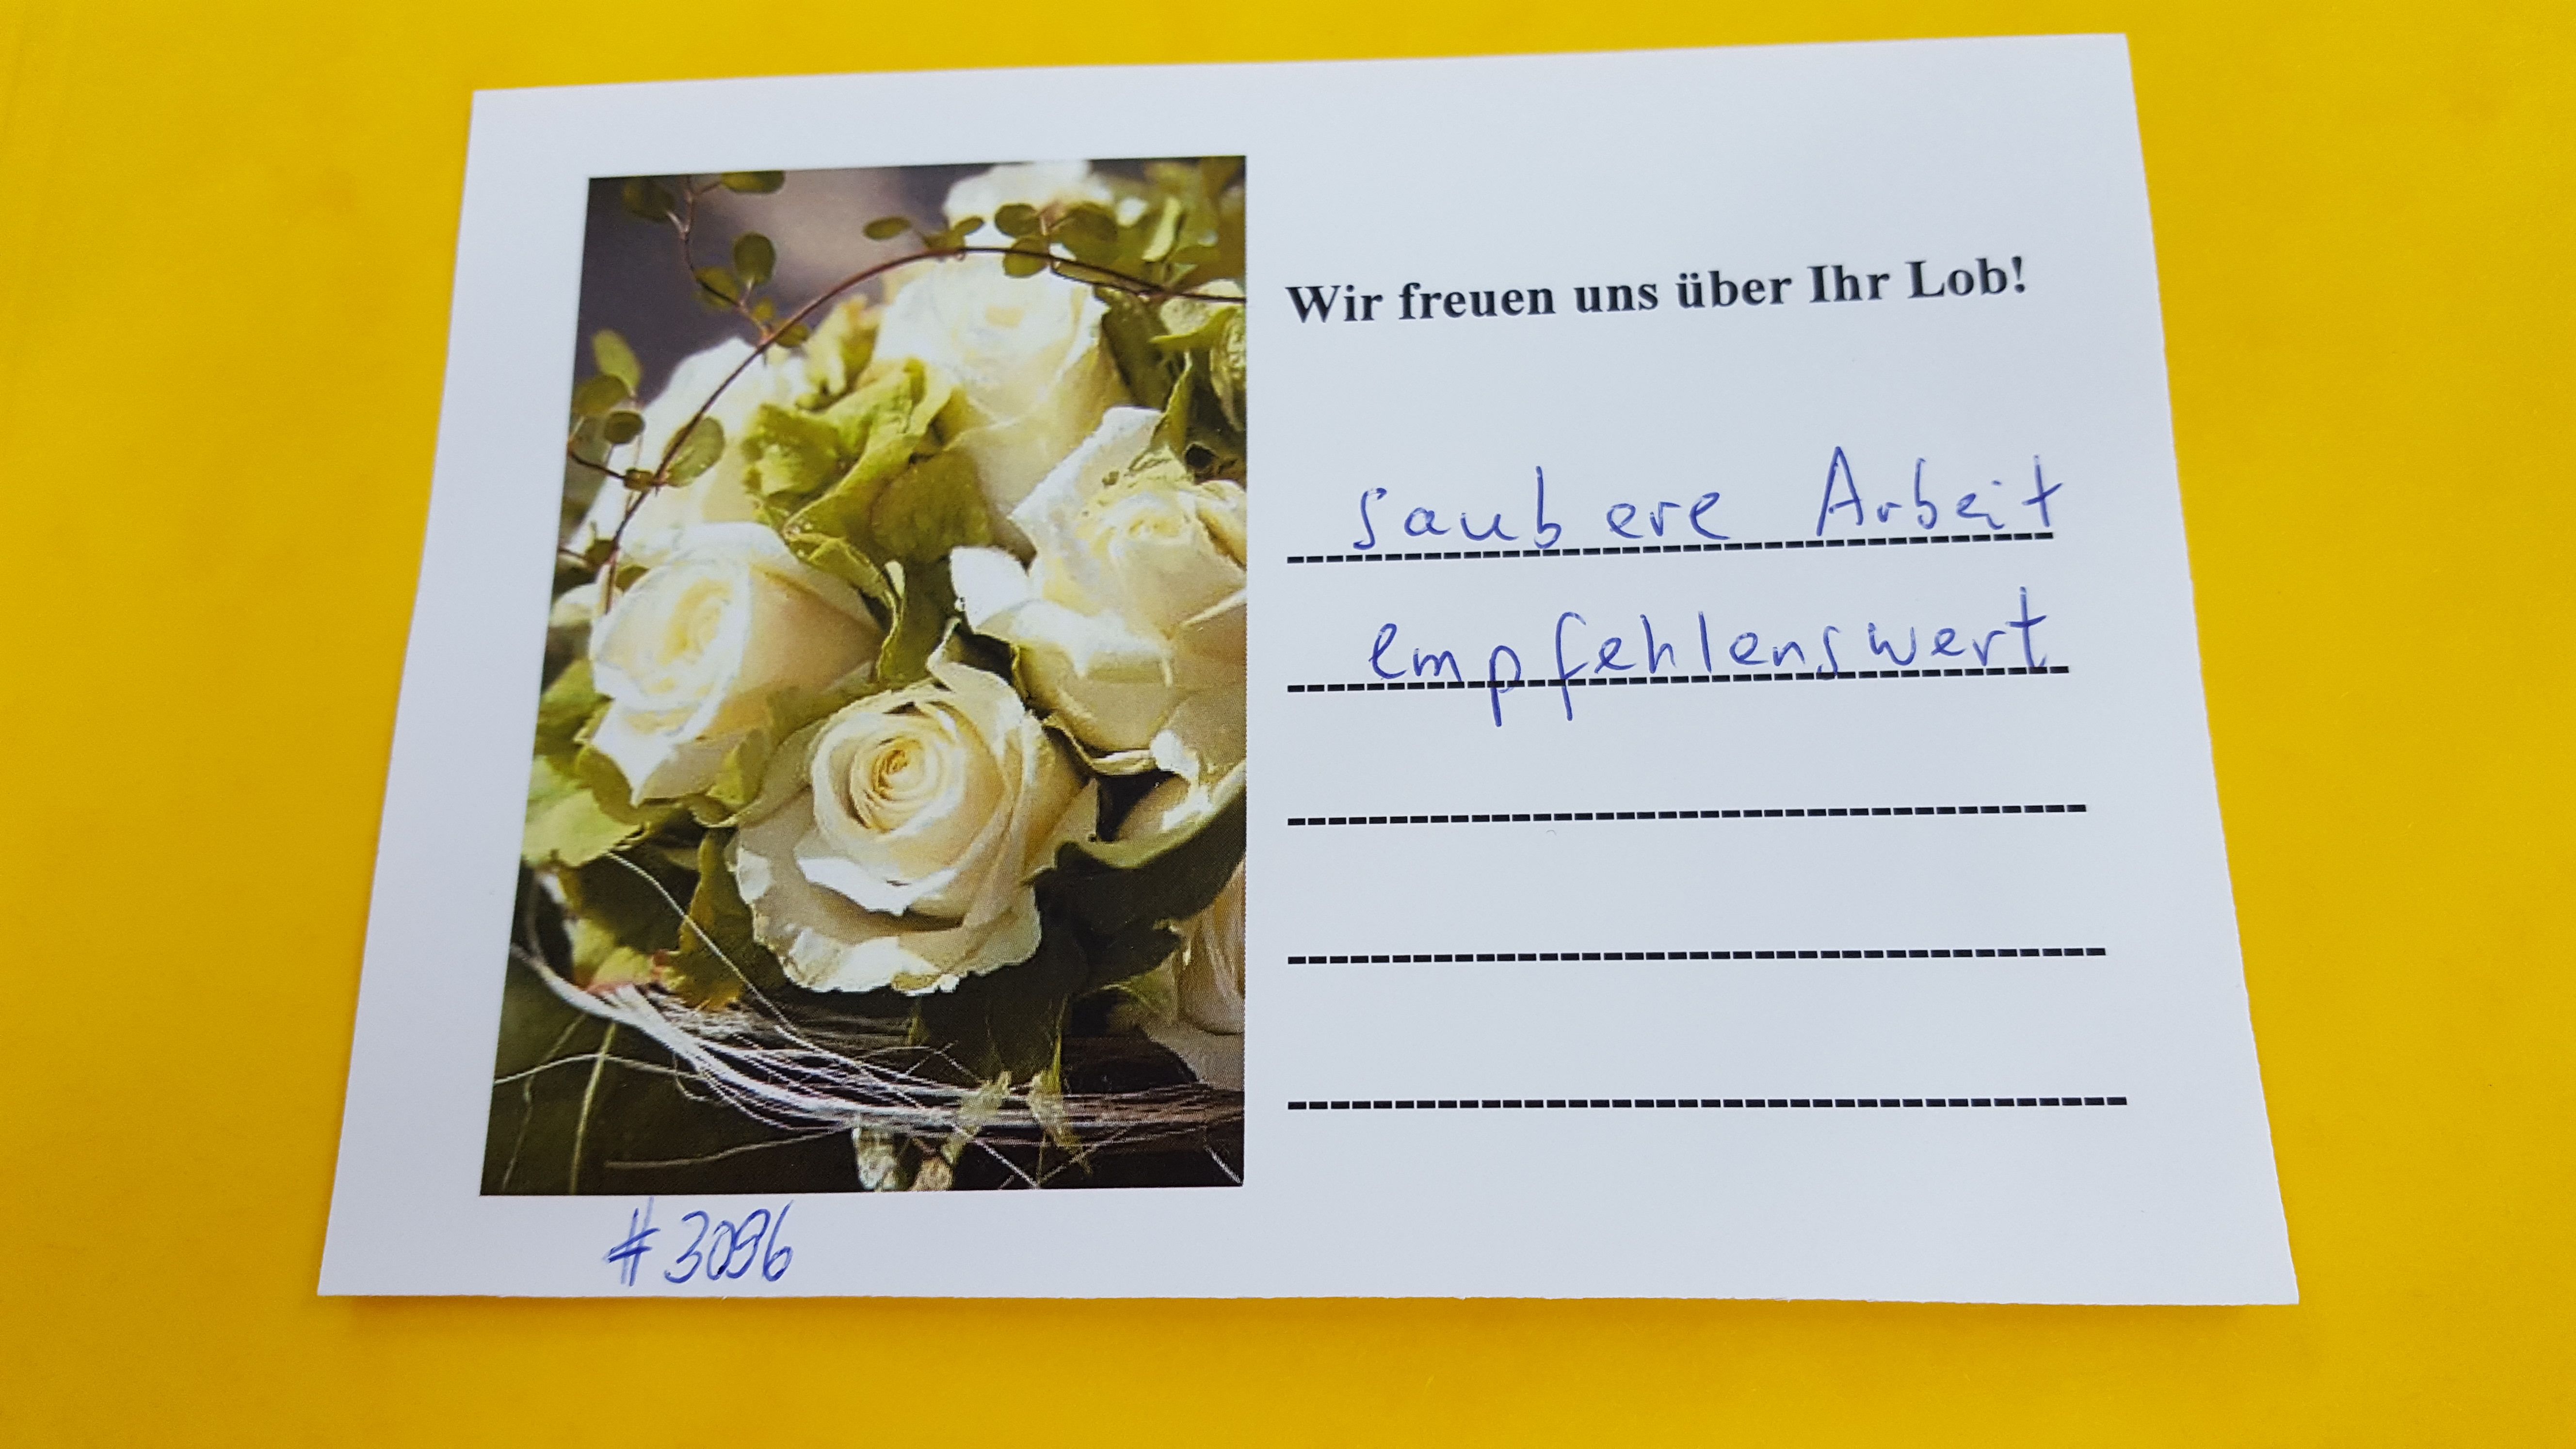 Wir freuen uns über Ihr Lob!
saubere Arbeit
empfehlenswert
#3096